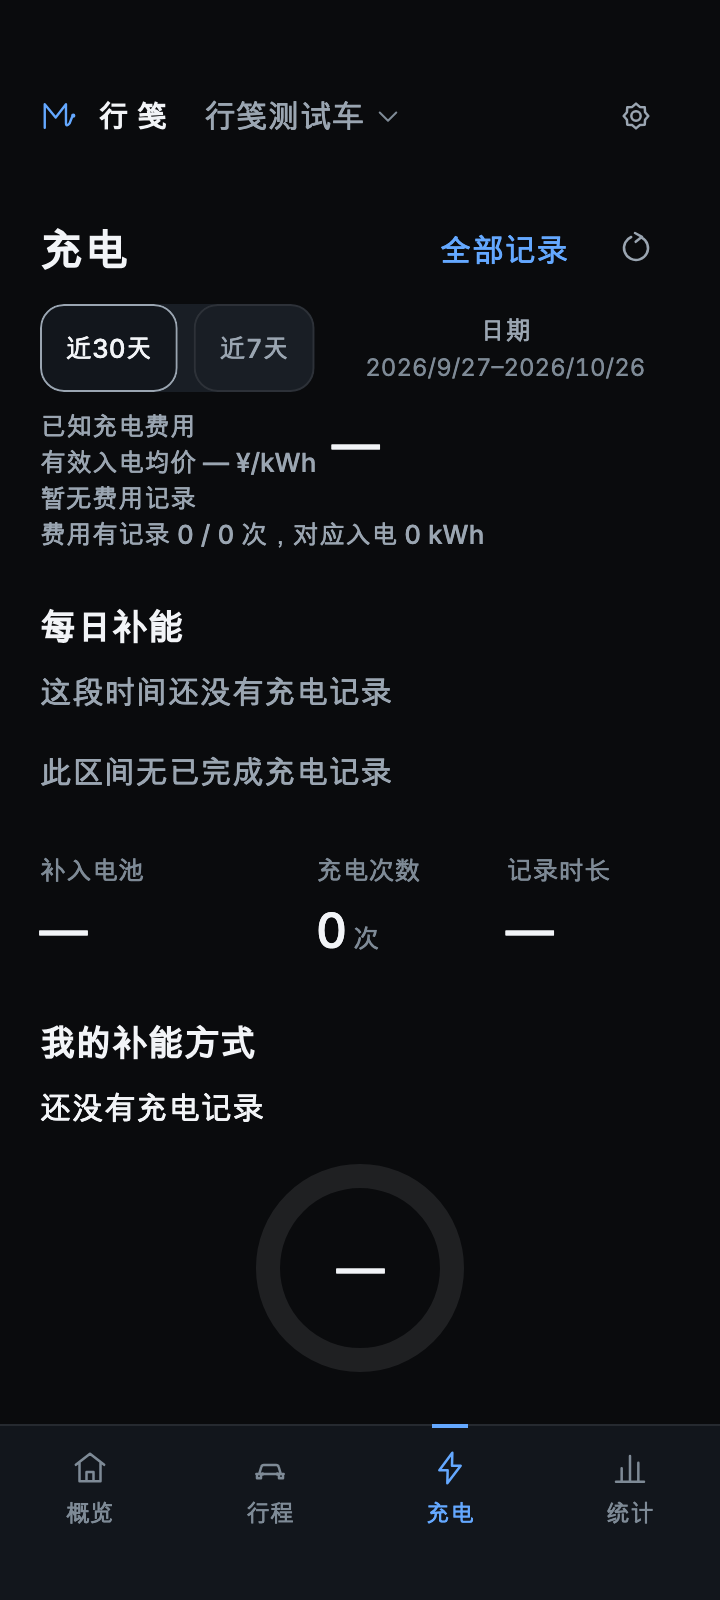 行笺 行笺测试车
充电 全部记录
近30天 近7天 日期
2026/9/27–2026/10/26
已知充电费用
有效入电均价 — ¥/kWh —
暂无费用记录
费用有记录 0 / 0 次，对应入电 0 kWh
每日补能
这段时间还没有充电记录
此区间无已完成充电记录
补入电池 充电次数 记录时长
— 0 次 —
我的补能方式
还没有充电记录
—
概览 行程 充电 统计